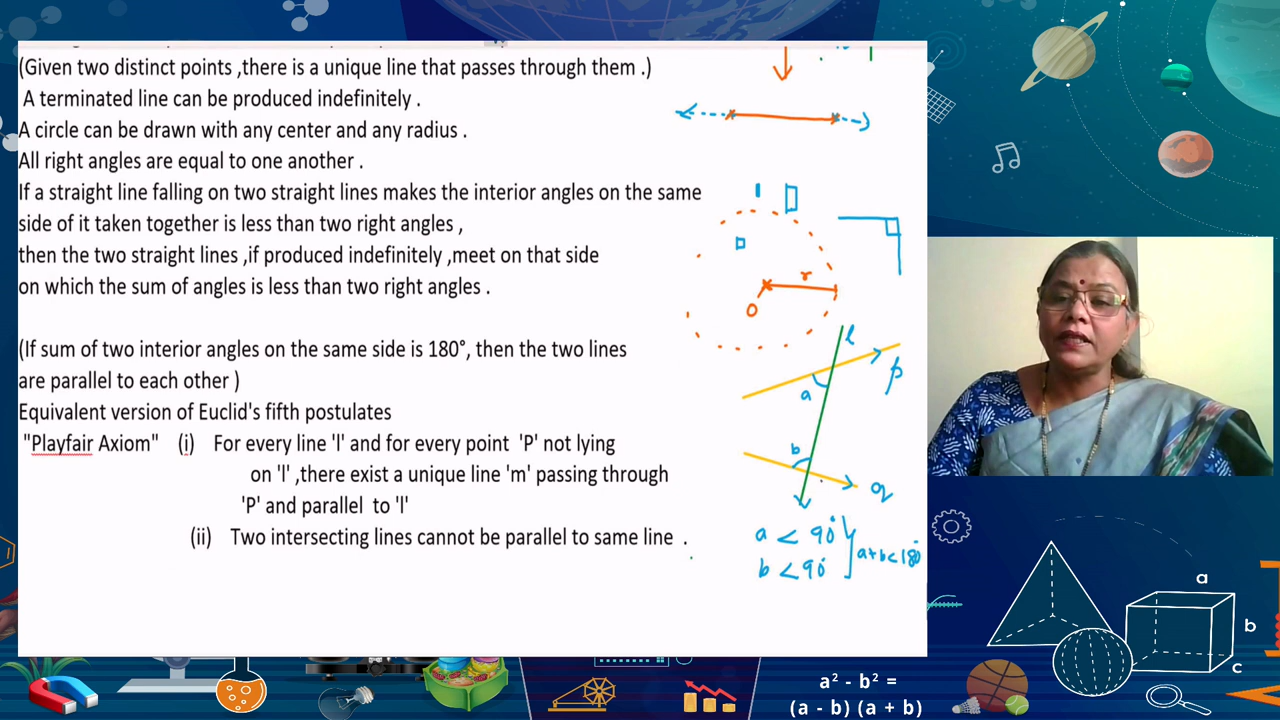 (Given two distinct points ,there is a unique line that passes through them .)
A terminated line can be produced indefinitely .
A circle can be drawn with any center and any radius .
All right angles are equal to one another .
If a straight line falling on two straight lines makes the interior angles on the same
side of it taken together is less than two right angles ,
then the two straight lines ,if produced indefinitely ,meet on that side
on which the sum of angles is less than two right angles .
(If sum of two interior angles on the same side is 180°, then the two lines
are parallel to each other )
Equivalent version of Euclid's fifth postulates
"Playfair Axiom" (i) For every line 'l' and for every point 'P' not lying
on 'l' ,there exist a unique line 'm' passing through
'P' and parallel to 'l'
(ii) Two intersecting lines cannot be parallel to same line .
r
O
l
p
a
b
q
a < 90°
b < 90°
a+b<180°
a
b
c
a² - b² =
(a - b) (a + b)